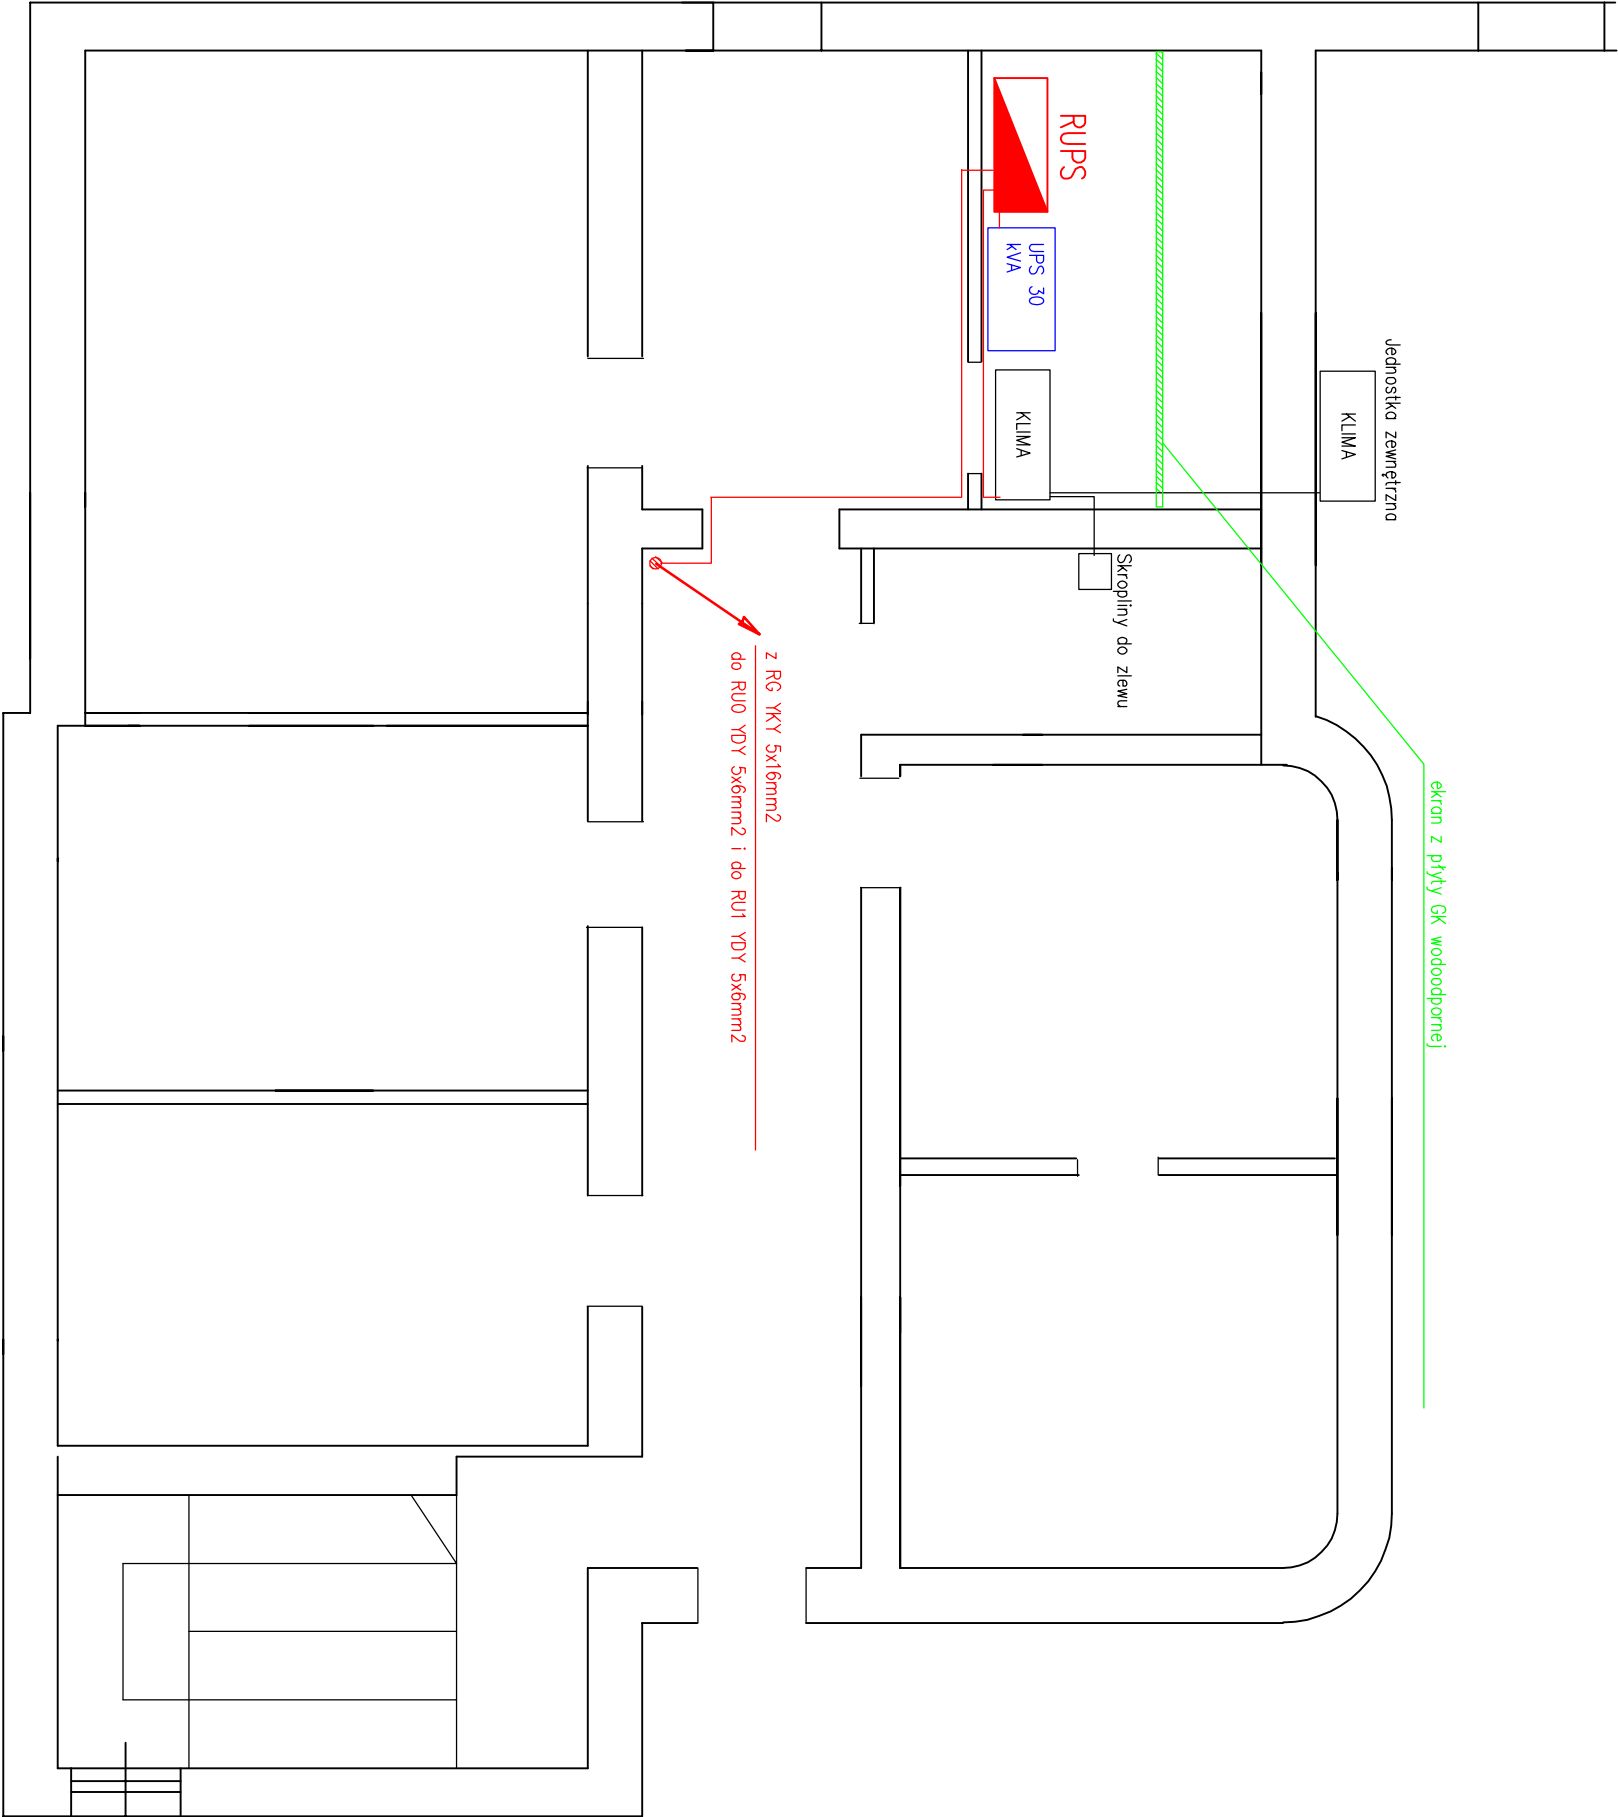 Jednostka zewnętrzna
KLIMA
RUPS
UPS 30
kVA
KLIMA
Skropliny do zlewu
z RG YKY 5x16mm2
do RU0 YDY 5x6mm2 i do RU1 YDY 5x6mm2
ekran z płyty GK wodoodpornej